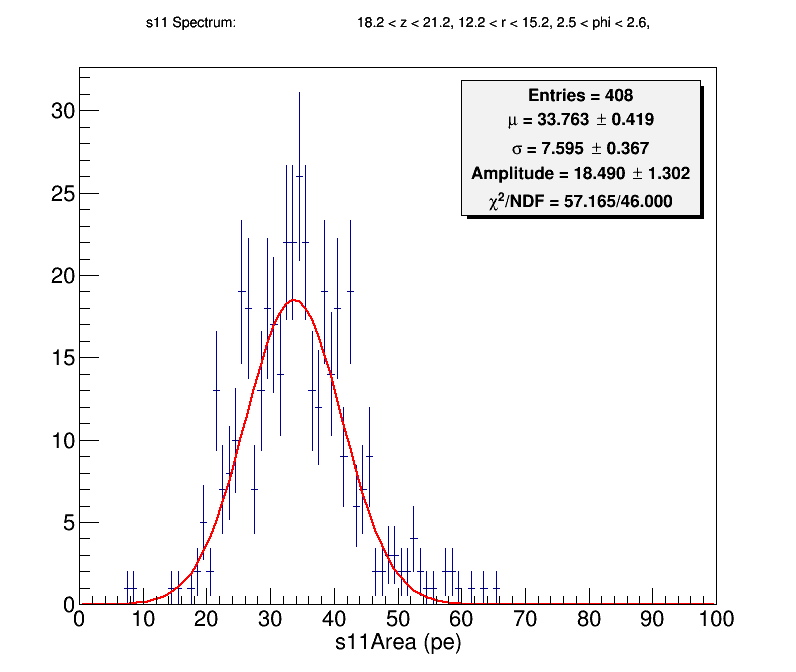 s11 Spectrum: 18.2 < z < 21.2, 12.2 < r < 15.2, 2.5 < phi < 2.6,
Entries = 408
μ = 33.763 ± 0.419
σ = 7.595 ± 0.367
Amplitude = 18.490 ± 1.302
χ²/NDF = 57.165/46.000
30
25
20
15
10
5
0
0 10 20 30 40 50 60 70 80 90 100
s11Area (pe)